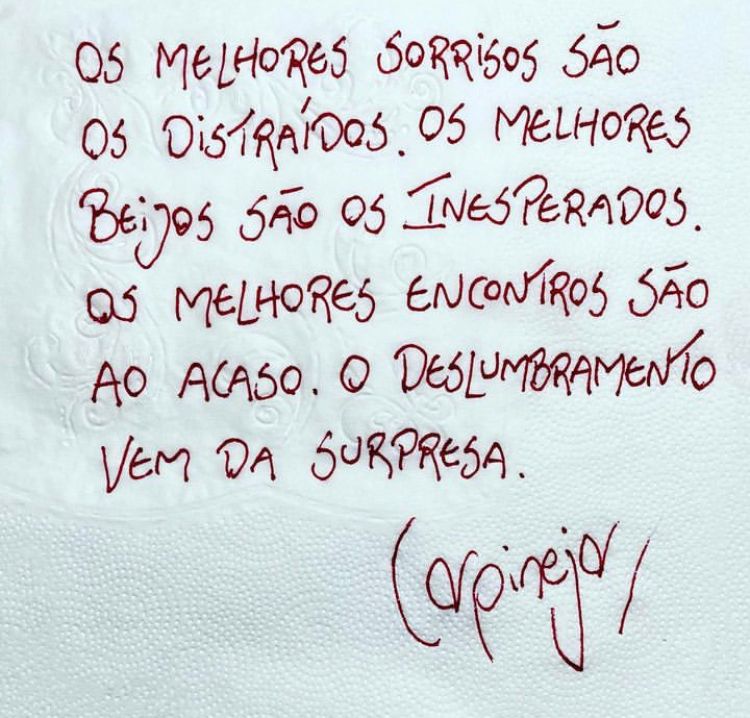 OS MELHORES SORRISOS SÃO
OS DISTRAÍDOS. OS MELHORES
BEIJOS SÃO OS INESPERADOS.
OS MELHORES ENCONTROS SÃO
AO ACASO. O DESLUMBRAMENTO
VEM DA SURPRESA.
Carpinejar